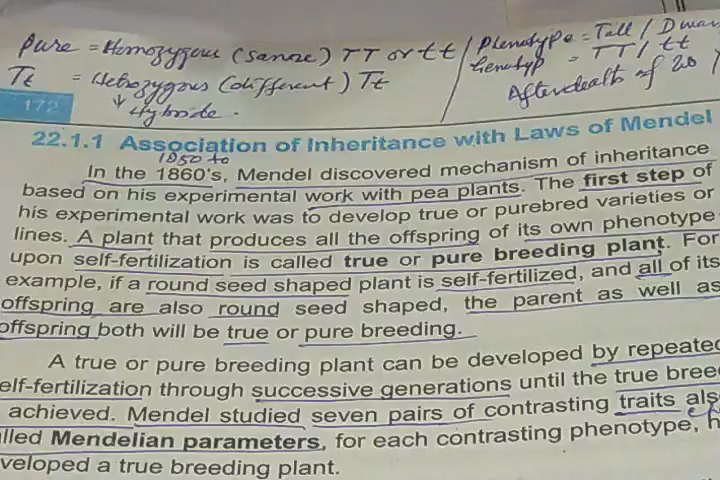 Pure = Homozygous (same) TT or tt / Phenotype = Tall / Dwar
Tt = Hetrozygous (different) Tt Genotyp = TT / tt
Hybride. After death of 20
172
22.1.1 Association of Inheritance with Laws of Mendel
1850 to
In the 1860's, Mendel discovered mechanism of inheritance
based on his experimental work with pea plants. The first step of
his experimental work was to develop true or purebred varieties or
lines. A plant that produces all the offspring of its own phenotype
upon self-fertilization is called true or pure breeding plant. For
example, if a round seed shaped plant is self-fertilized, and all of its
offspring are also round seed shaped, the parent as well as
offspring both will be true or pure breeding.
A true or pure breeding plant can be developed by repeated
elf-fertilization through successive generations until the true bree
achieved. Mendel studied seven pairs of contrasting traits als
lled Mendelian parameters, for each contrasting phenotype, h
veloped a true breeding plant.